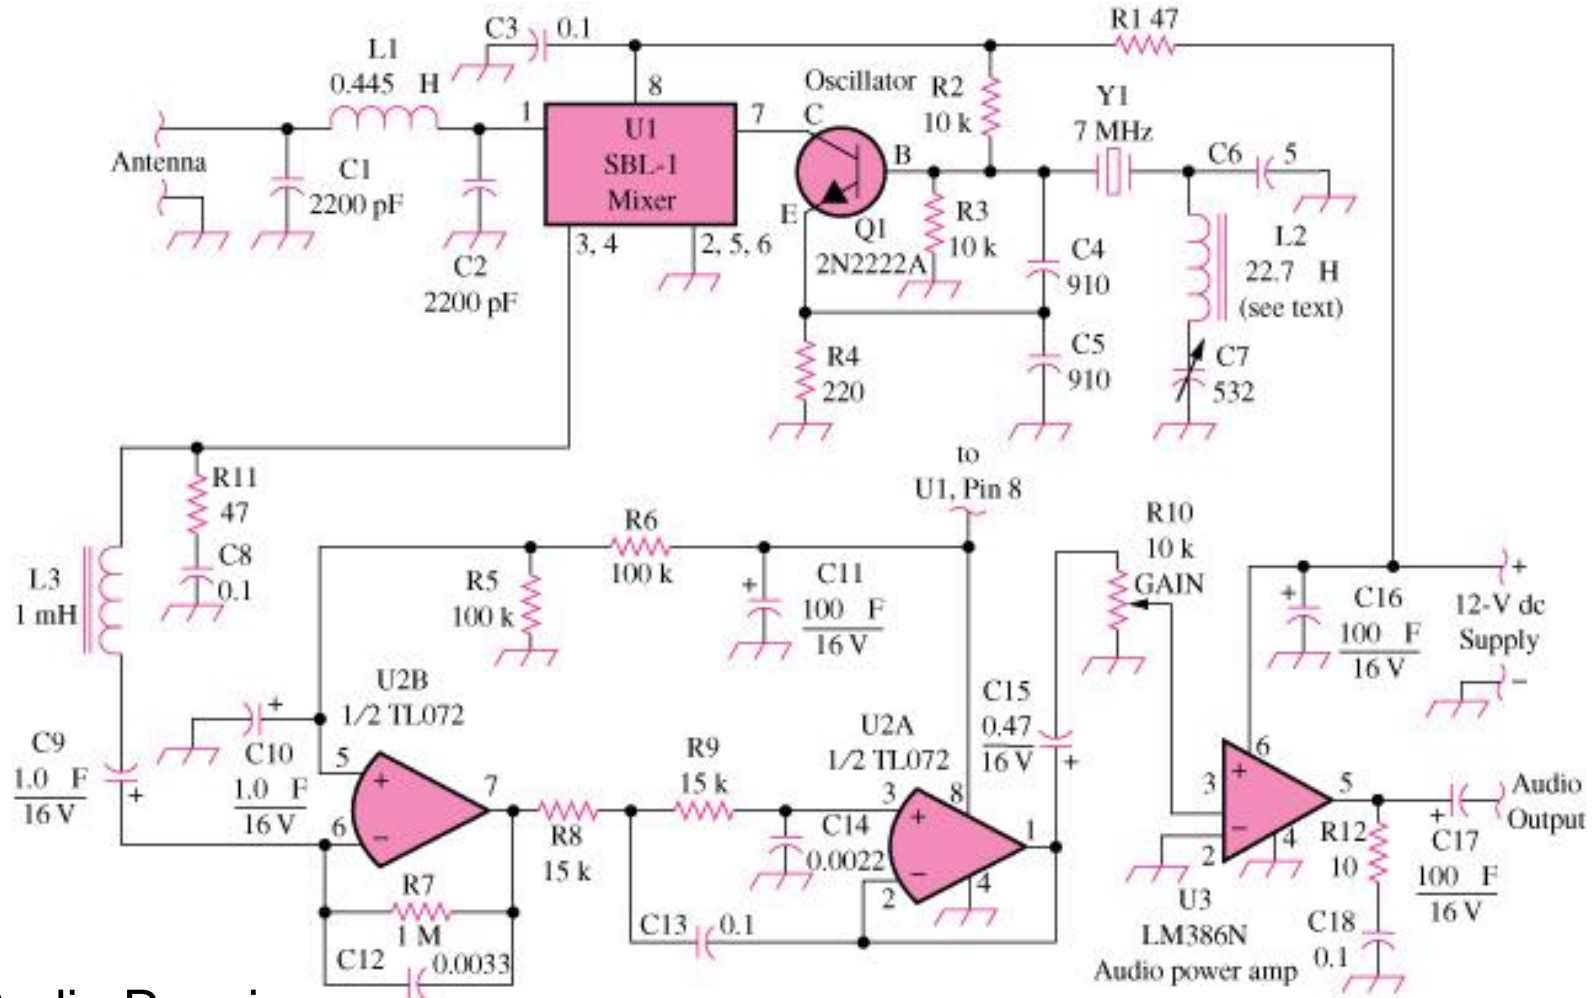 C3
0.1
R1 47
L1
0.445 H
Oscillator
R2
10 k
Y1
7 MHz
8
1
7
C
U1
SBL-1
Mixer
B
C6
5
Antenna
C1
2200 pF
E
Q1
2N2222A
R3
10 k
3, 4
2, 5, 6
C2
2200 pF
C4
910
L2
22.7 H
(see text)
R4
220
C5
910
C7
532
R11
47
C8
0.1
to
U1, Pin 8
R6
100 k
R10
10 k
GAIN
L3
1 mH
R5
100 k
+
C11
100 F
16 V
+
C16
100 F
16 V
+
12-V dc
Supply
−
U2B
1/2 TL072
C10
1.0 F
16 V
+
C9
1.0 F
16 V
+
5
+
6
−
7
R8
15 k
R9
15 k
U2A
1/2 TL072
C15
0.47
16 V
+
3
+
8
2
−
4
1
C14
0.0022
R7
1 M
C12
0.0033
C13
0.1
6
3
+
−
2
4
5
U3
LM386N
Audio power amp
R12
10
C18
0.1
+
C17
100 F
16 V
Audio
Output